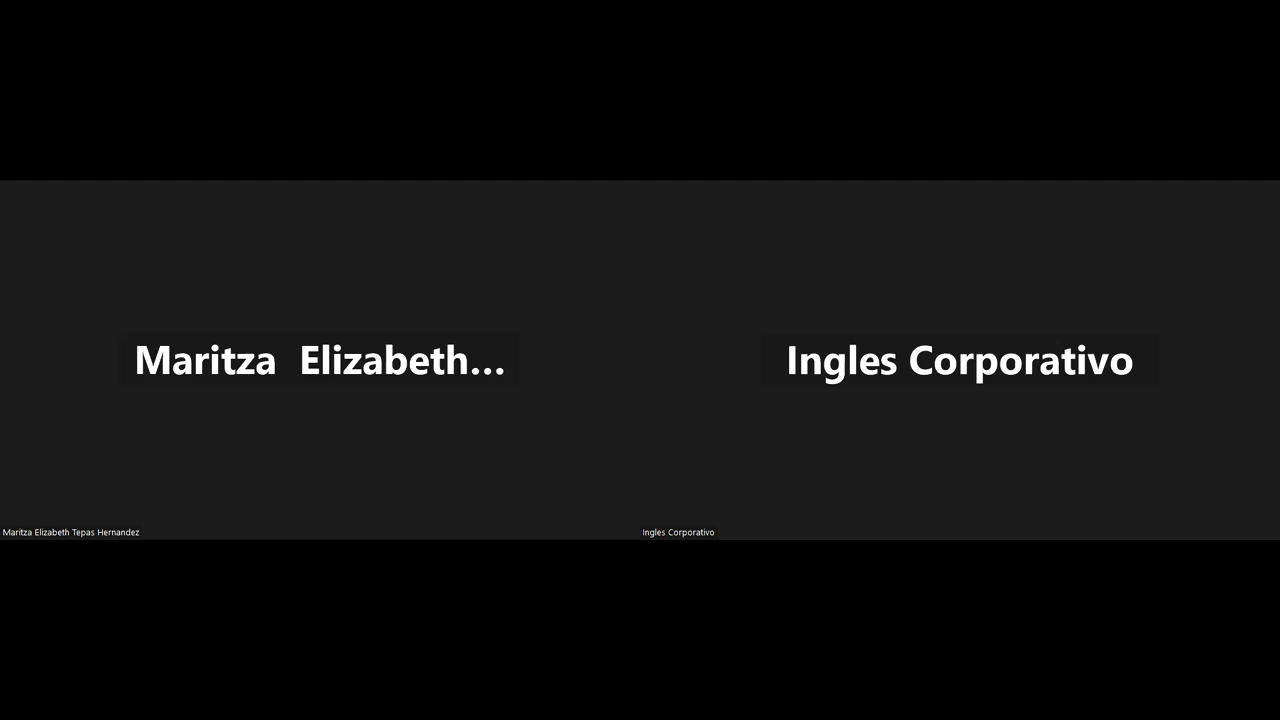 Maritza  Elizabeth...
Ingles Corporativo
Maritza Elizabeth Tepas Hernandez
Ingles Corporativo